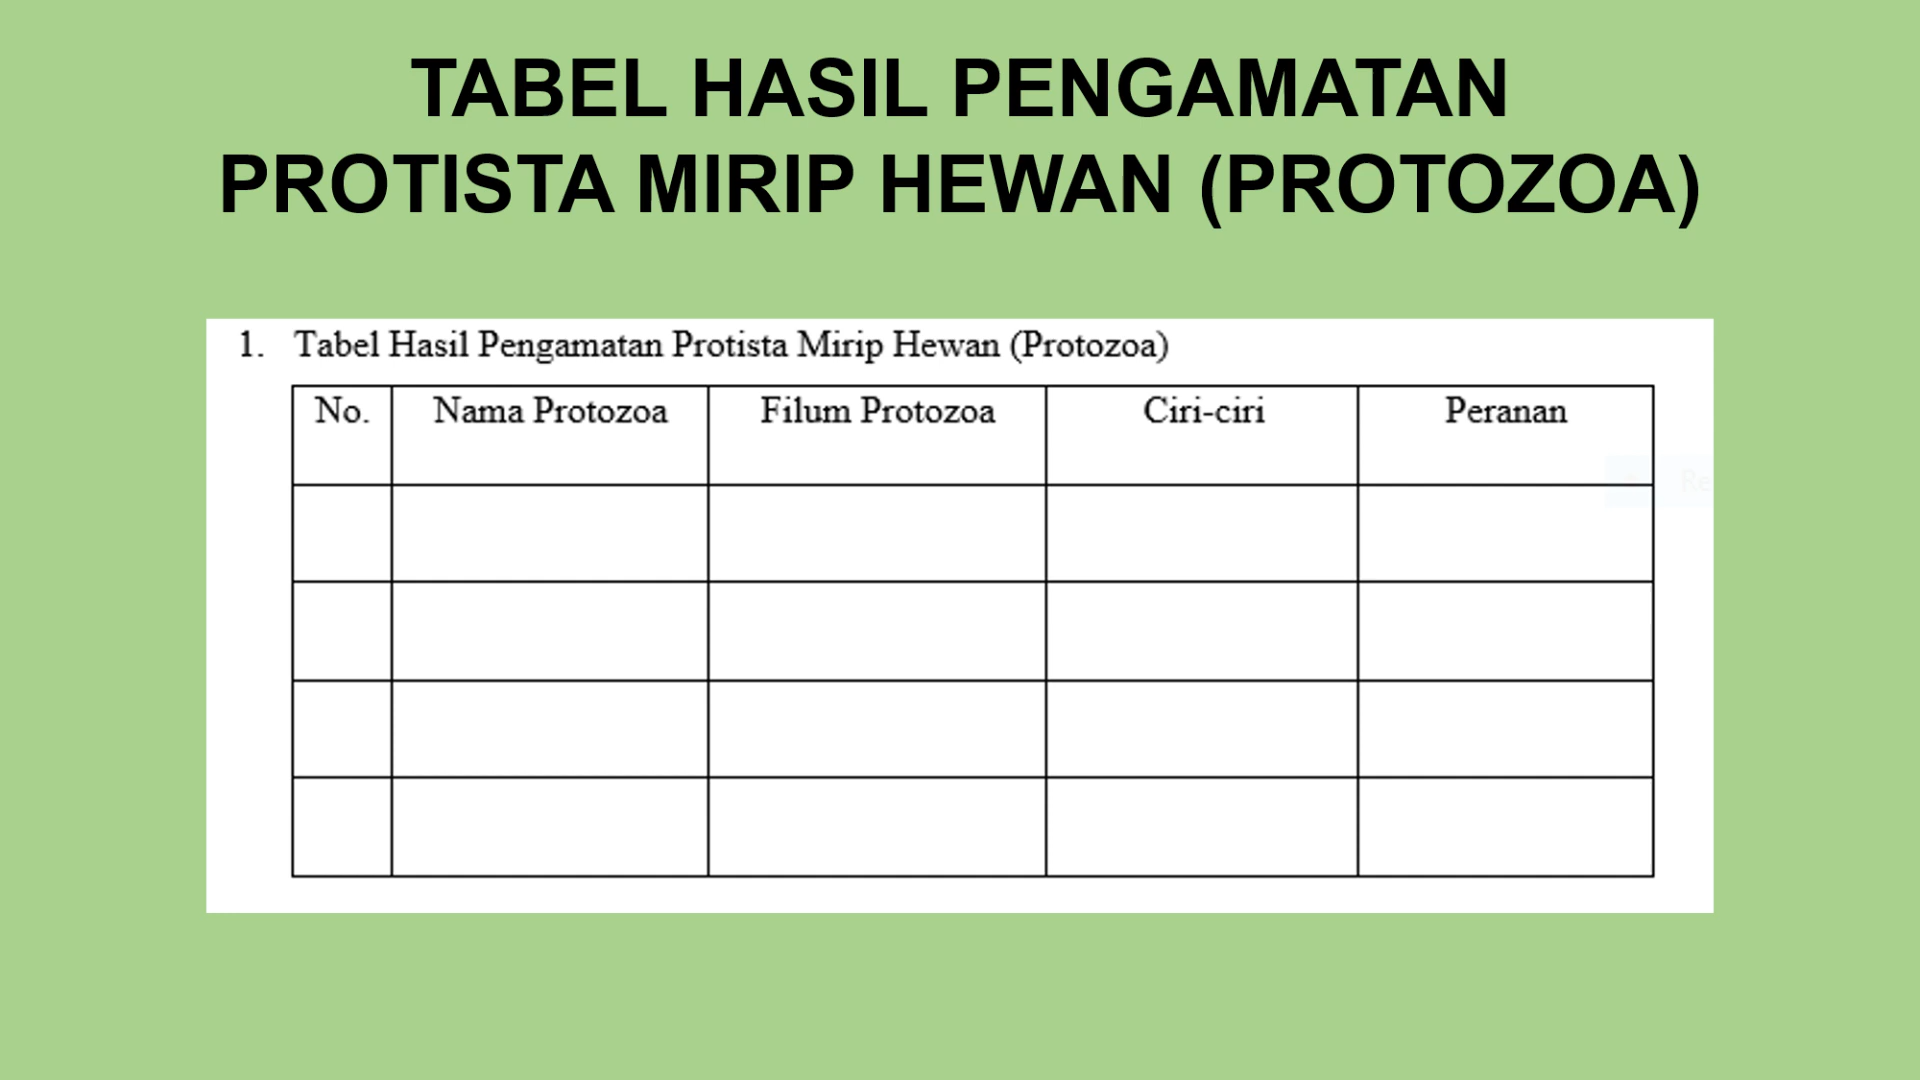 TABEL HASIL PENGAMATAN
PROTISTA MIRIP HEWAN (PROTOZOA)
1. Tabel Hasil Pengamatan Protista Mirip Hewan (Protozoa)
No. Nama Protozoa Filum Protozoa Ciri-ciri Peranan
Re